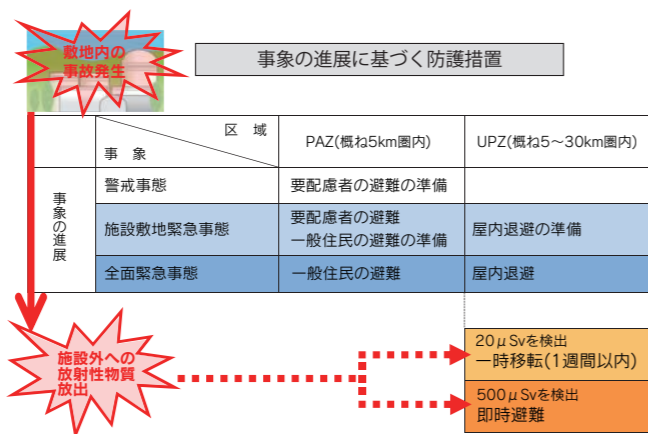 敷地内の
事故発生
事象の進展に基づく防護措置
区　域
事　象
PAZ(概ね5km圏内)
UPZ(概ね5〜30km圏内)
事象の進展
警戒事態
要配慮者の避難の準備
施設敷地緊急事態
要配慮者の避難
一般住民の避難の準備
屋内退避の準備
全面緊急事態
一般住民の避難
屋内退避
施設外への
放射性物質
放出
20μSvを検出
一時移転(1週間以内)
500μSvを検出
即時避難